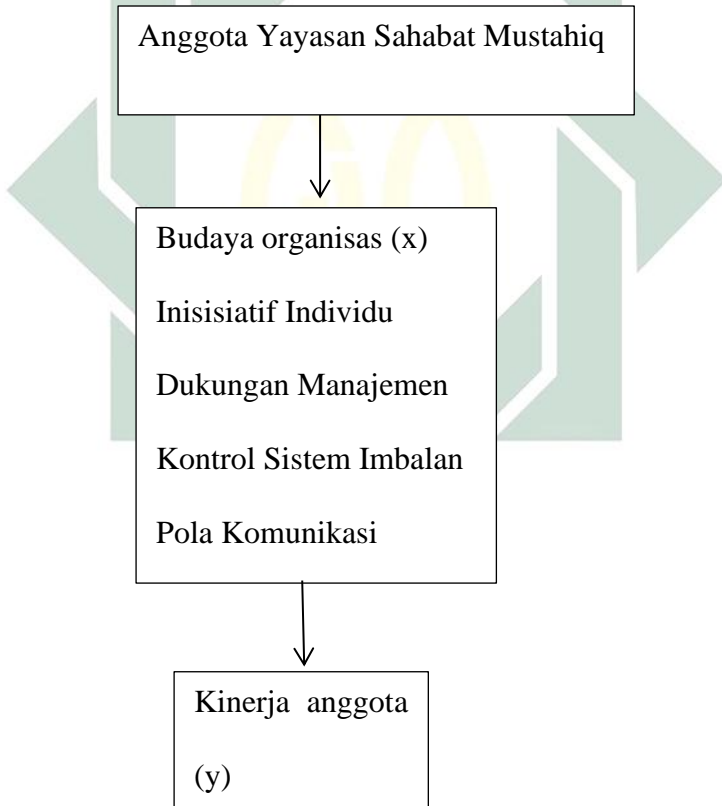 Anggota Yayasan Sahabat Mustahiq
Budaya organisas (x)
Inisisiatif Individu
Dukungan Manajemen
Kontrol Sistem Imbalan
Pola Komunikasi
Kinerja anggota
(y)